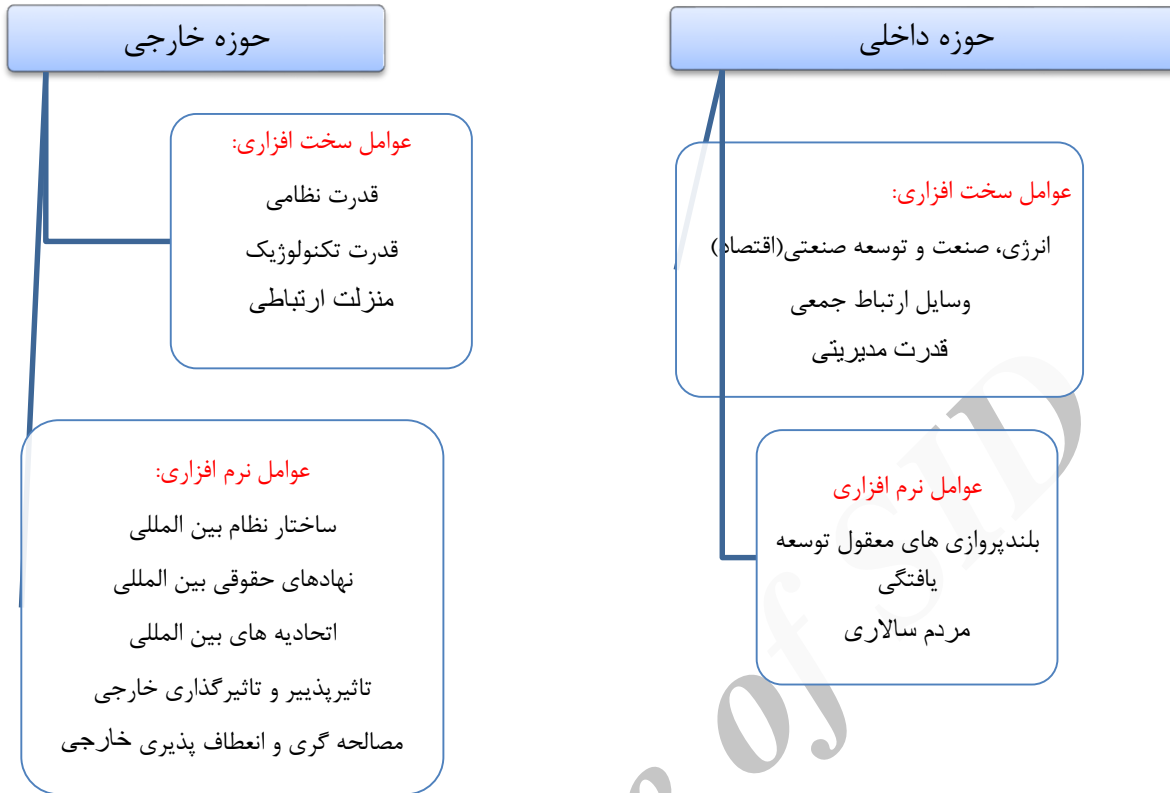 حوزه داخلی
عوامل سخت افزاری:
انرژی، صنعت و توسعه صنعتی(اقتصاد)
وسایل ارتباط جمعی
قدرت مدیریتی
عوامل نرم افزاری
بلندپروازی های معقول توسعه
یافتگی
مردم سالاری
حوزه خارجی
عوامل سخت افزاری:
قدرت نظامی
قدرت تکنولوژیک
منزلت ارتباطی
عوامل نرم افزاری:
ساختار نظام بین المللی
نهادهای حقوقی بین المللی
اتحادیه های بین المللی
تاثیرپذییر و تاثیرگذاری خارجی
مصالحه گری و انعطاف پذیری خارجی
of SID